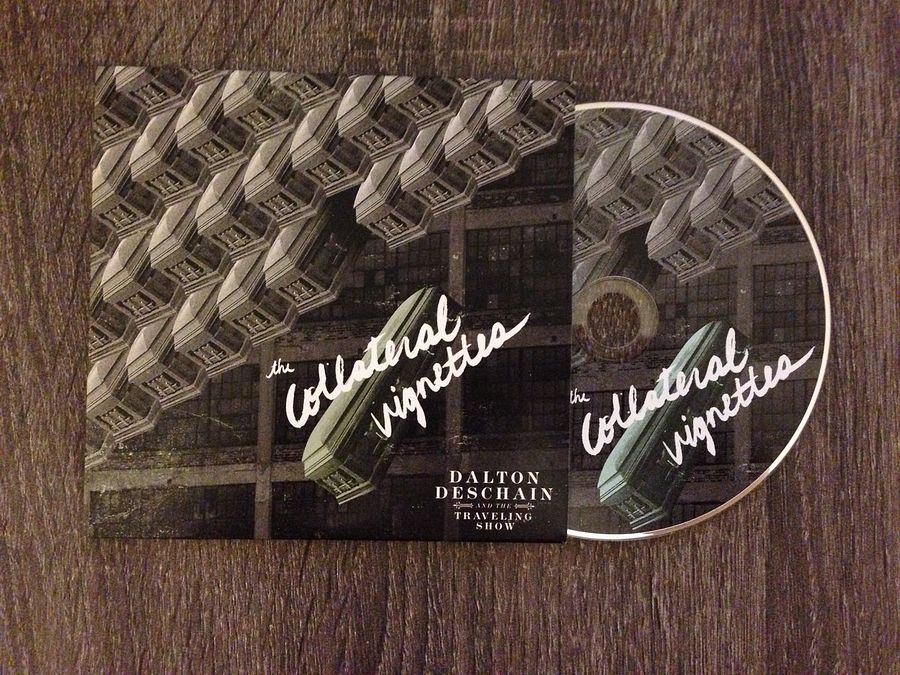 the
Collateral
vignettes
DALTON
DESCHAIN
AND THE
TRAVELING
SHOW
the
Collateral
vignettes